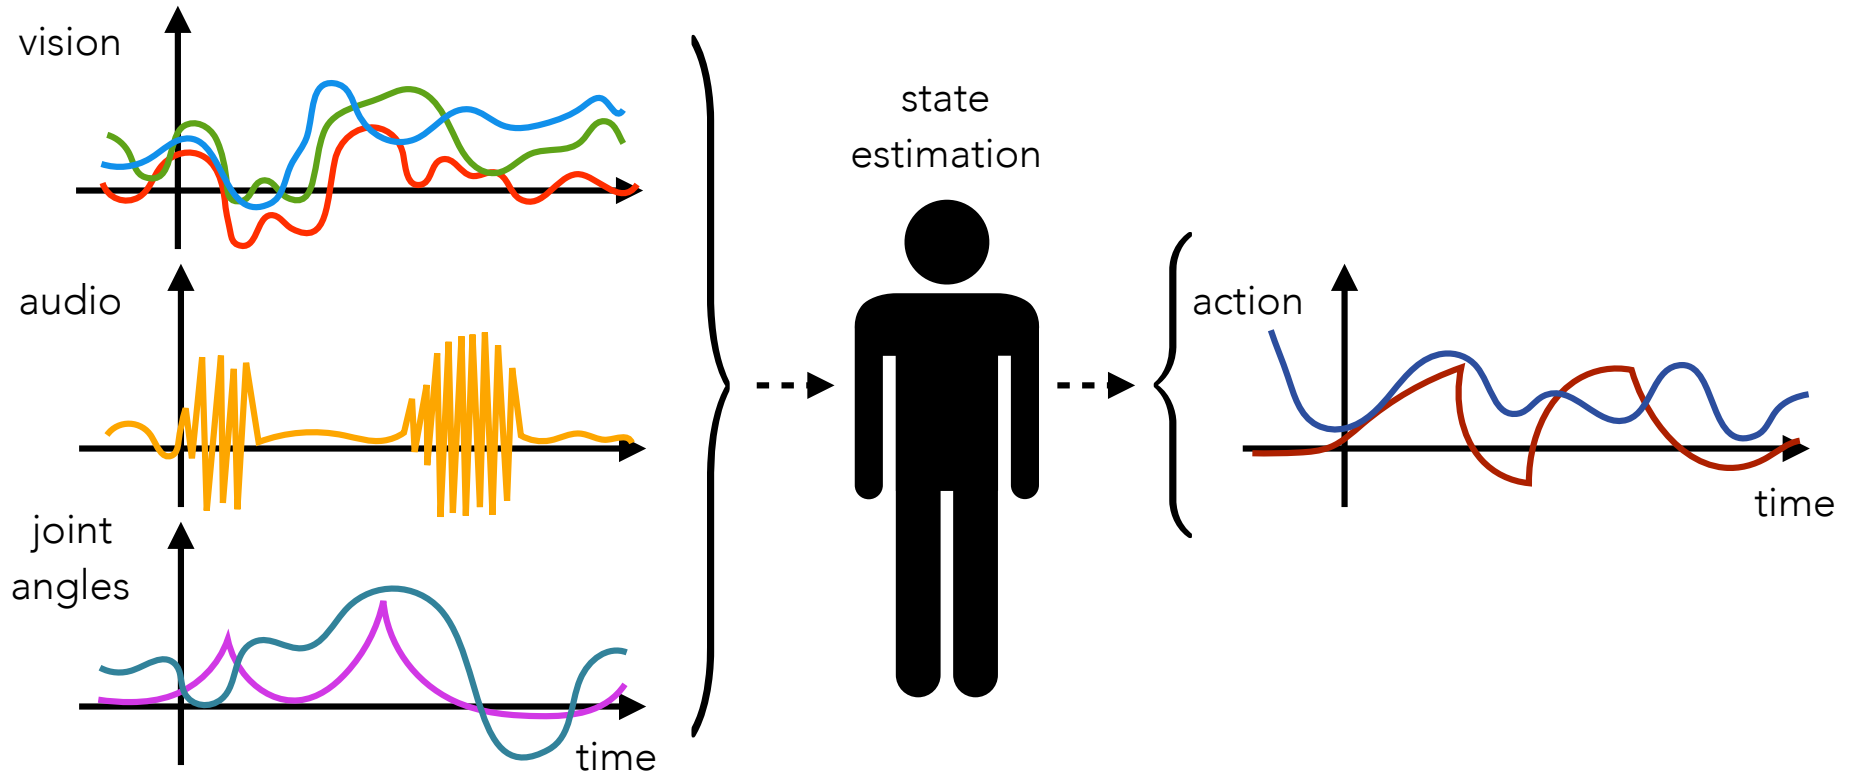 vision
audio
joint
angles
time
state
estimation
action
time